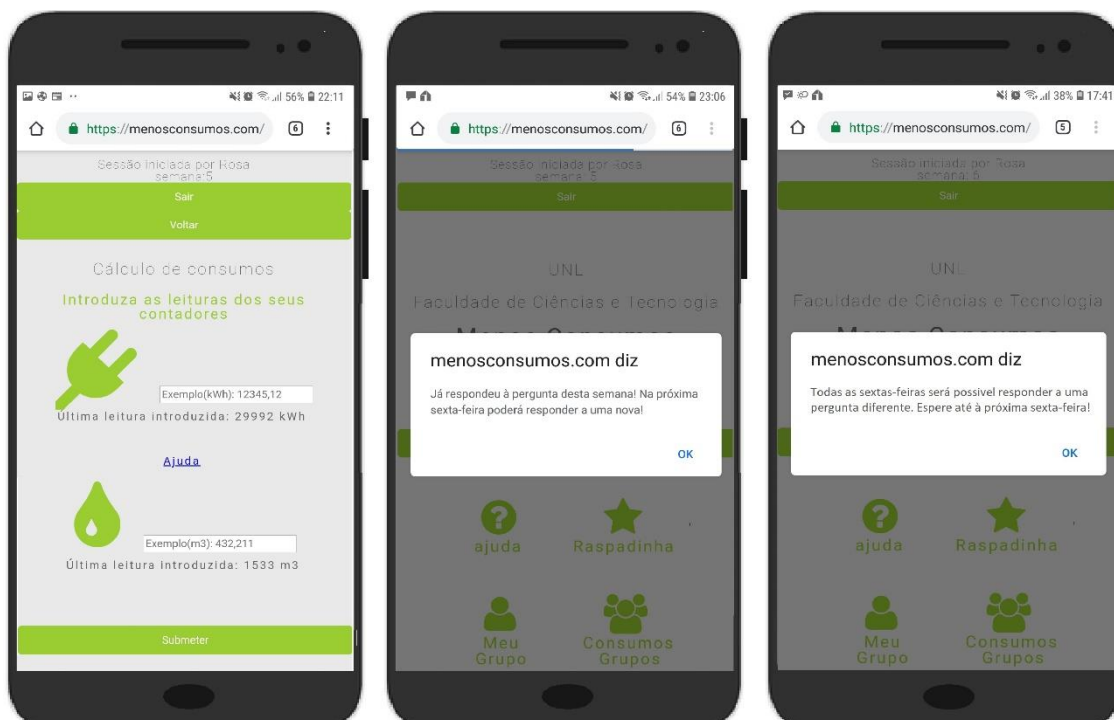 56% 22:11
https://menosconsumos.com/ 6
Sessão iniciada por Rosa
semana:5
Sair
Voltar
Cálculo de consumos
Introduza as leituras dos seus
contadores
Exemplo(kWh): 12345,12
Última leitura introduzida: 29992 kWh
Ajuda
Exemplo(m3): 432,211
Última leitura introduzida: 1533 m3
Submeter
54% 23:06
https://menosconsumos.com/ 6
Sessão iniciada por Rosa
semana: 5
Sair
UNL
Faculdade de Ciências e Tecnologia
Menos Consumos
menosconsumos.com diz
Já respondeu à pergunta desta semana! Na próxima
sexta-feira poderá responder a uma nova!
OK
ajuda Raspadinha
Meu Consumos
Grupo Grupos
38% 17:41
https://menosconsumos.com/ 5
Sessão iniciada por Rosa
Sair
UNL
Faculdade de Ciências e Tecnologia
Menos Consumos
menosconsumos.com diz
Todas as sextas-feiras será possivel responder a uma
pergunta diferente. Espere até à próxima sexta-feira!
OK
ajuda Raspadinha
Meu Consumos
Grupo Grupos